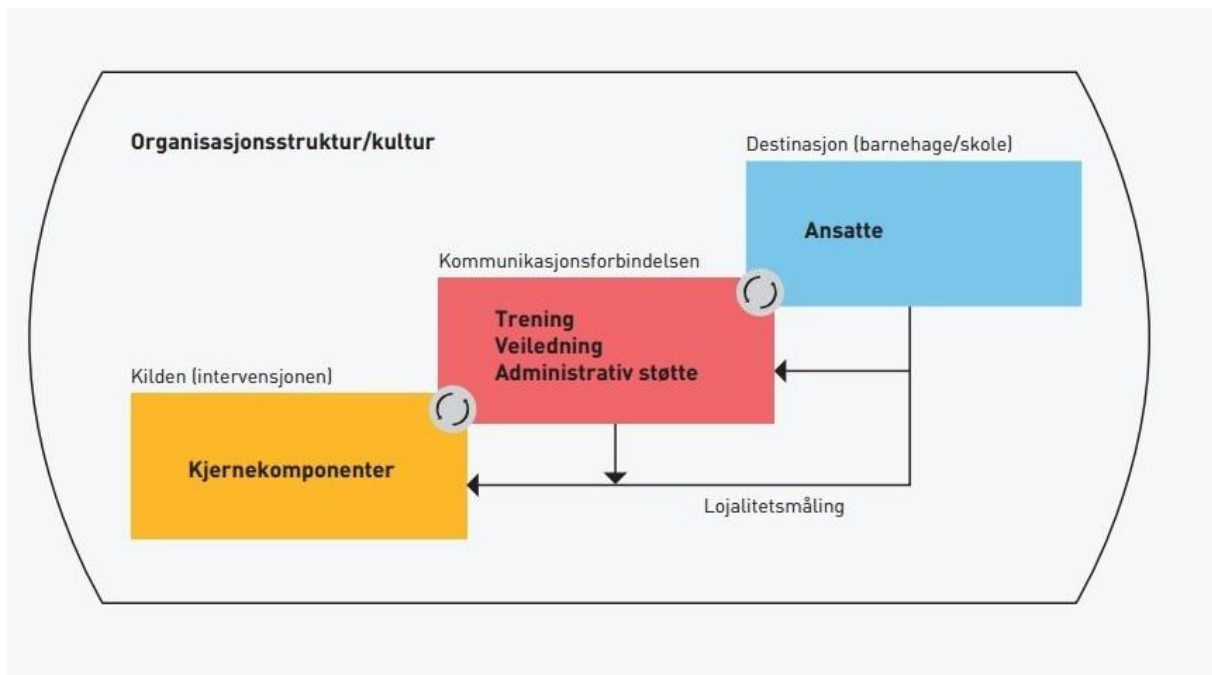 Organisasjonsstruktur/kultur
Destinasjon (barnehage/skole)
Ansatte
Kommunikasjonsforbindelsen
Trening
Veiledning
Administrativ støtte
Kilden (intervensjonen)
Kjernekomponenter
Lojalitetsmåling